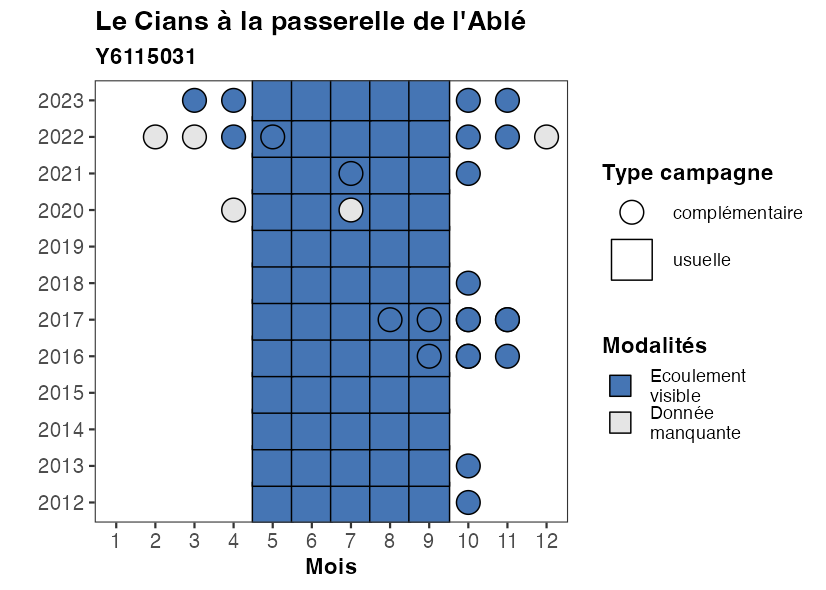 Le Cians à la passerelle de l'Ablé
Y6115031
2023
2022
2021
2020
2019
2018
2017
2016
2015
2014
2013
2012
1 2 3 4 5 6 7 8 9 10 11 12
Mois
Type campagne
complémentaire
usuelle
Modalités
Ecoulement
visible
Donnée
manquante